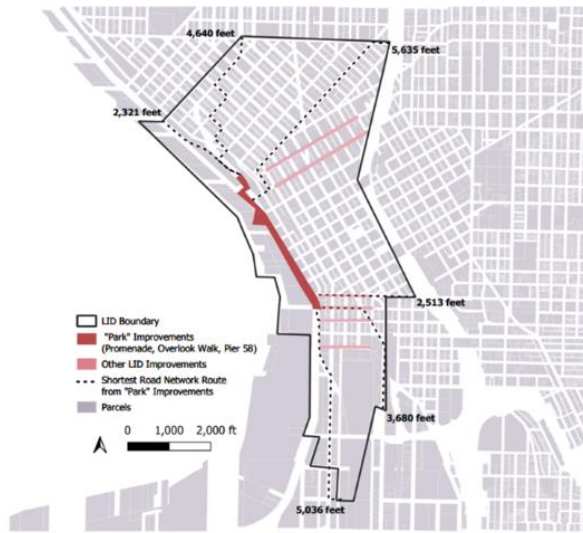 4,640 feet
5,635 feet
2,321 feet
2,513 feet
LID Boundary
"Park" Improvements
(Promenade, Overlook Walk, Pier 58)
Other LID Improvements
Shortest Road Network Route
from "Park" Improvements
Parcels
0 1,000 2,000 ft
3,680 feet
5,036 feet